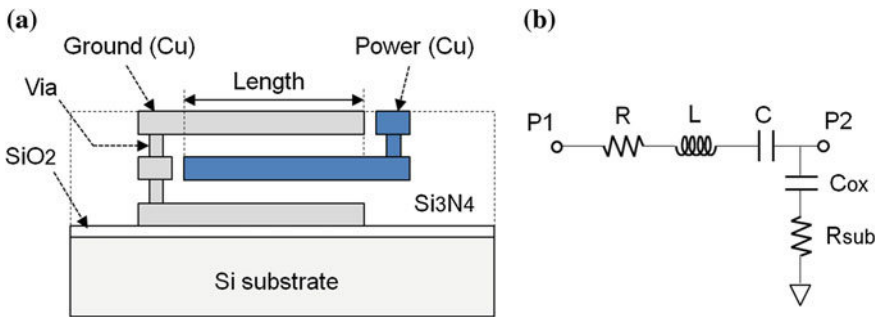 (a)
Ground (Cu)
Power (Cu)
Via
Length
SiO2
Si3N4
Si substrate
(b)
P1
R
L
C
P2
Cox
Rsub